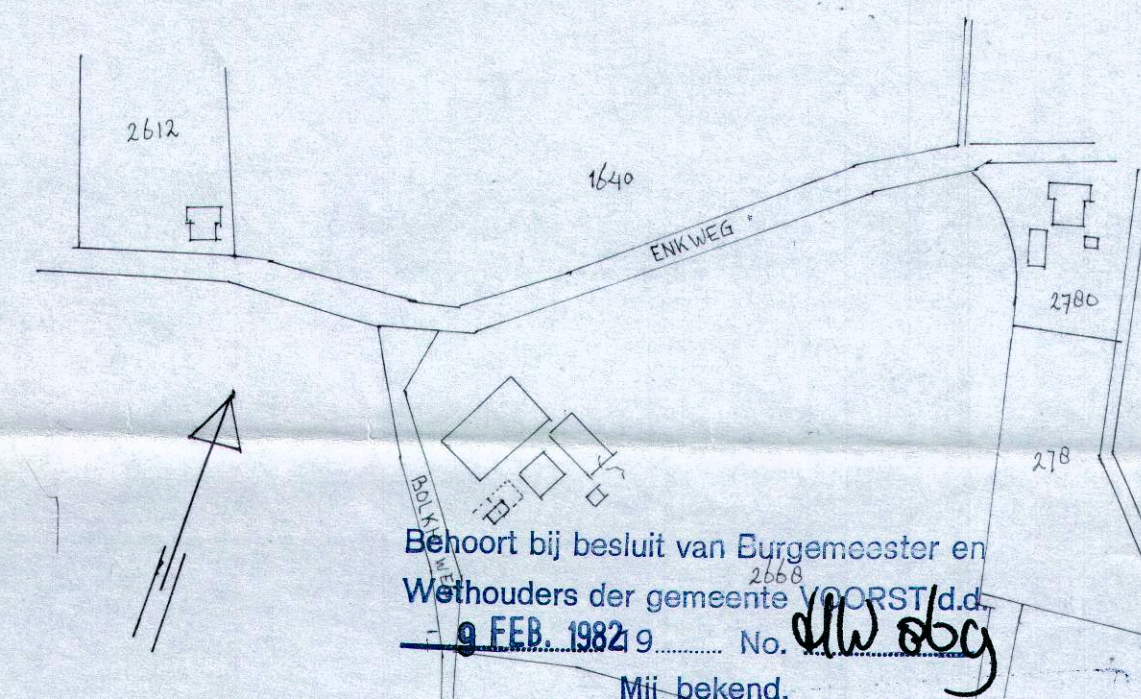 2612
1640
ENKWEG
2780
278
BOLK
WE
Behoort bij besluit van Burgemeester en
2668
Wethouders der gemeente VOORST d.d.
9 FEB. 1982 19 No. HW
Mij bekend.